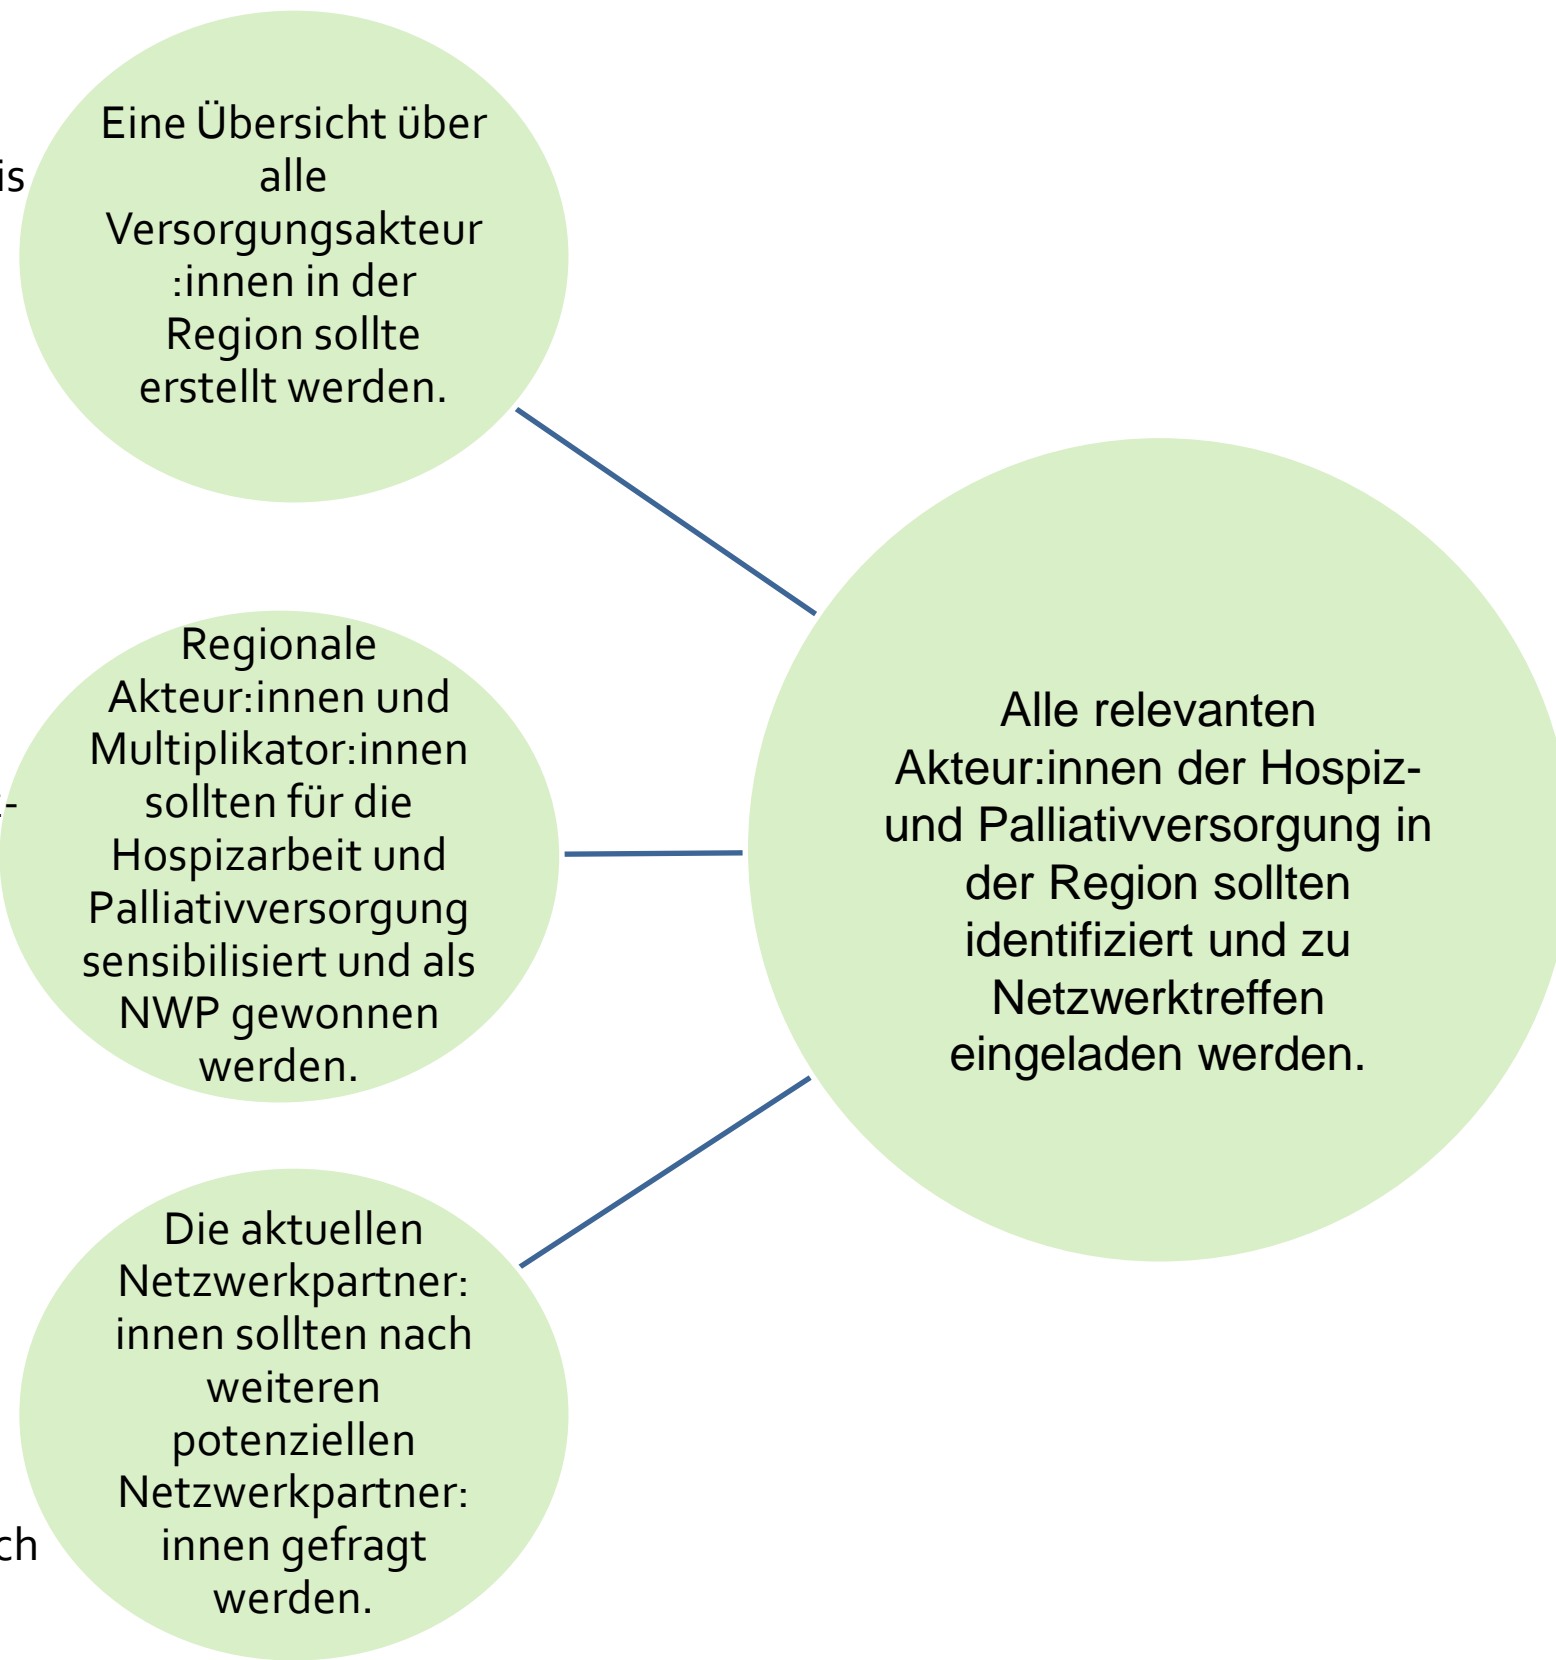 Eine Übersicht über
alle
Versorgungsakteur
:innen in der
Region sollte
erstellt werden.
is
Regionale
Akteur:innen und
Multiplikator:innen
sollten für die
Hospizarbeit und
Palliativversorgung
sensibilisiert und als
NWP gewonnen
werden.
Die aktuellen
Netzwerkpartner:
innen sollten nach
weiteren
potenziellen
Netzwerkpartner:
innen gefragt
werden.
ch
Alle relevanten
Akteur:innen der Hospiz-
und Palliativversorgung in
der Region sollten
identifiziert und zu
Netzwerktreffen
eingeladen werden.